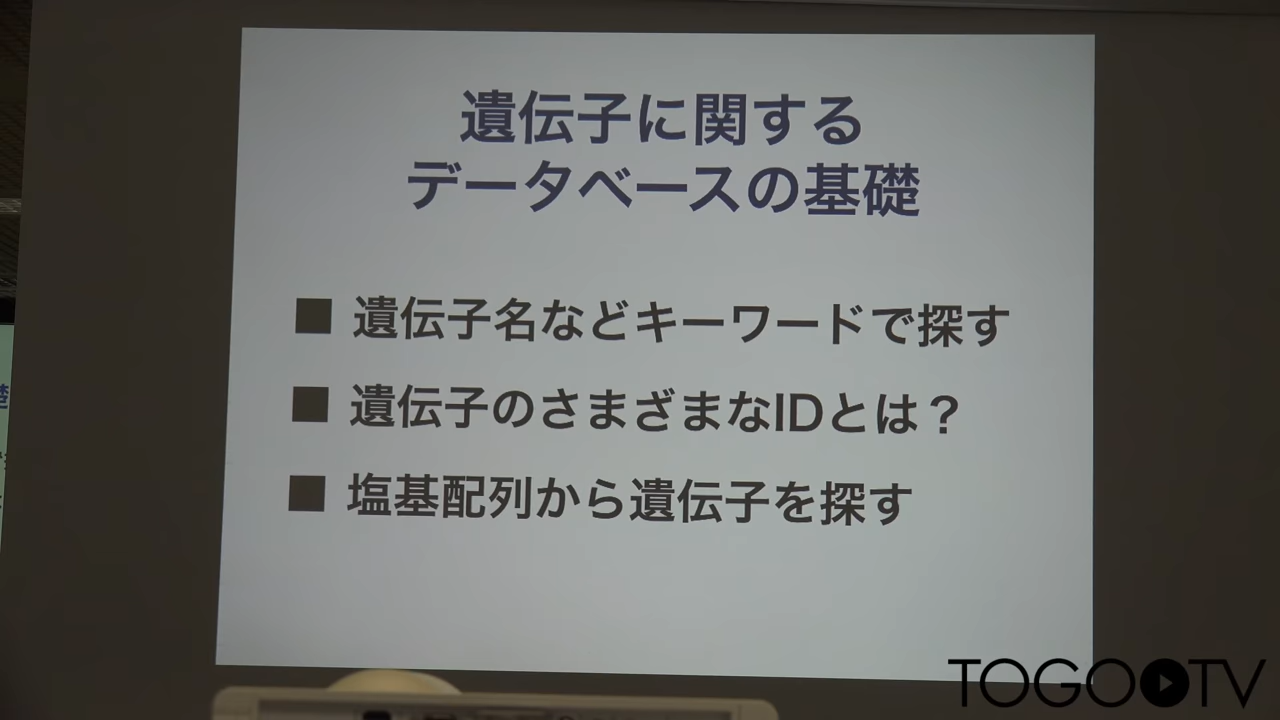 遺伝子に関する
データベースの基礎
■ 遺伝子名などキーワードで探す
■ 遺伝子のさまざまなIDとは？
■ 塩基配列から遺伝子を探す
TOGOTV